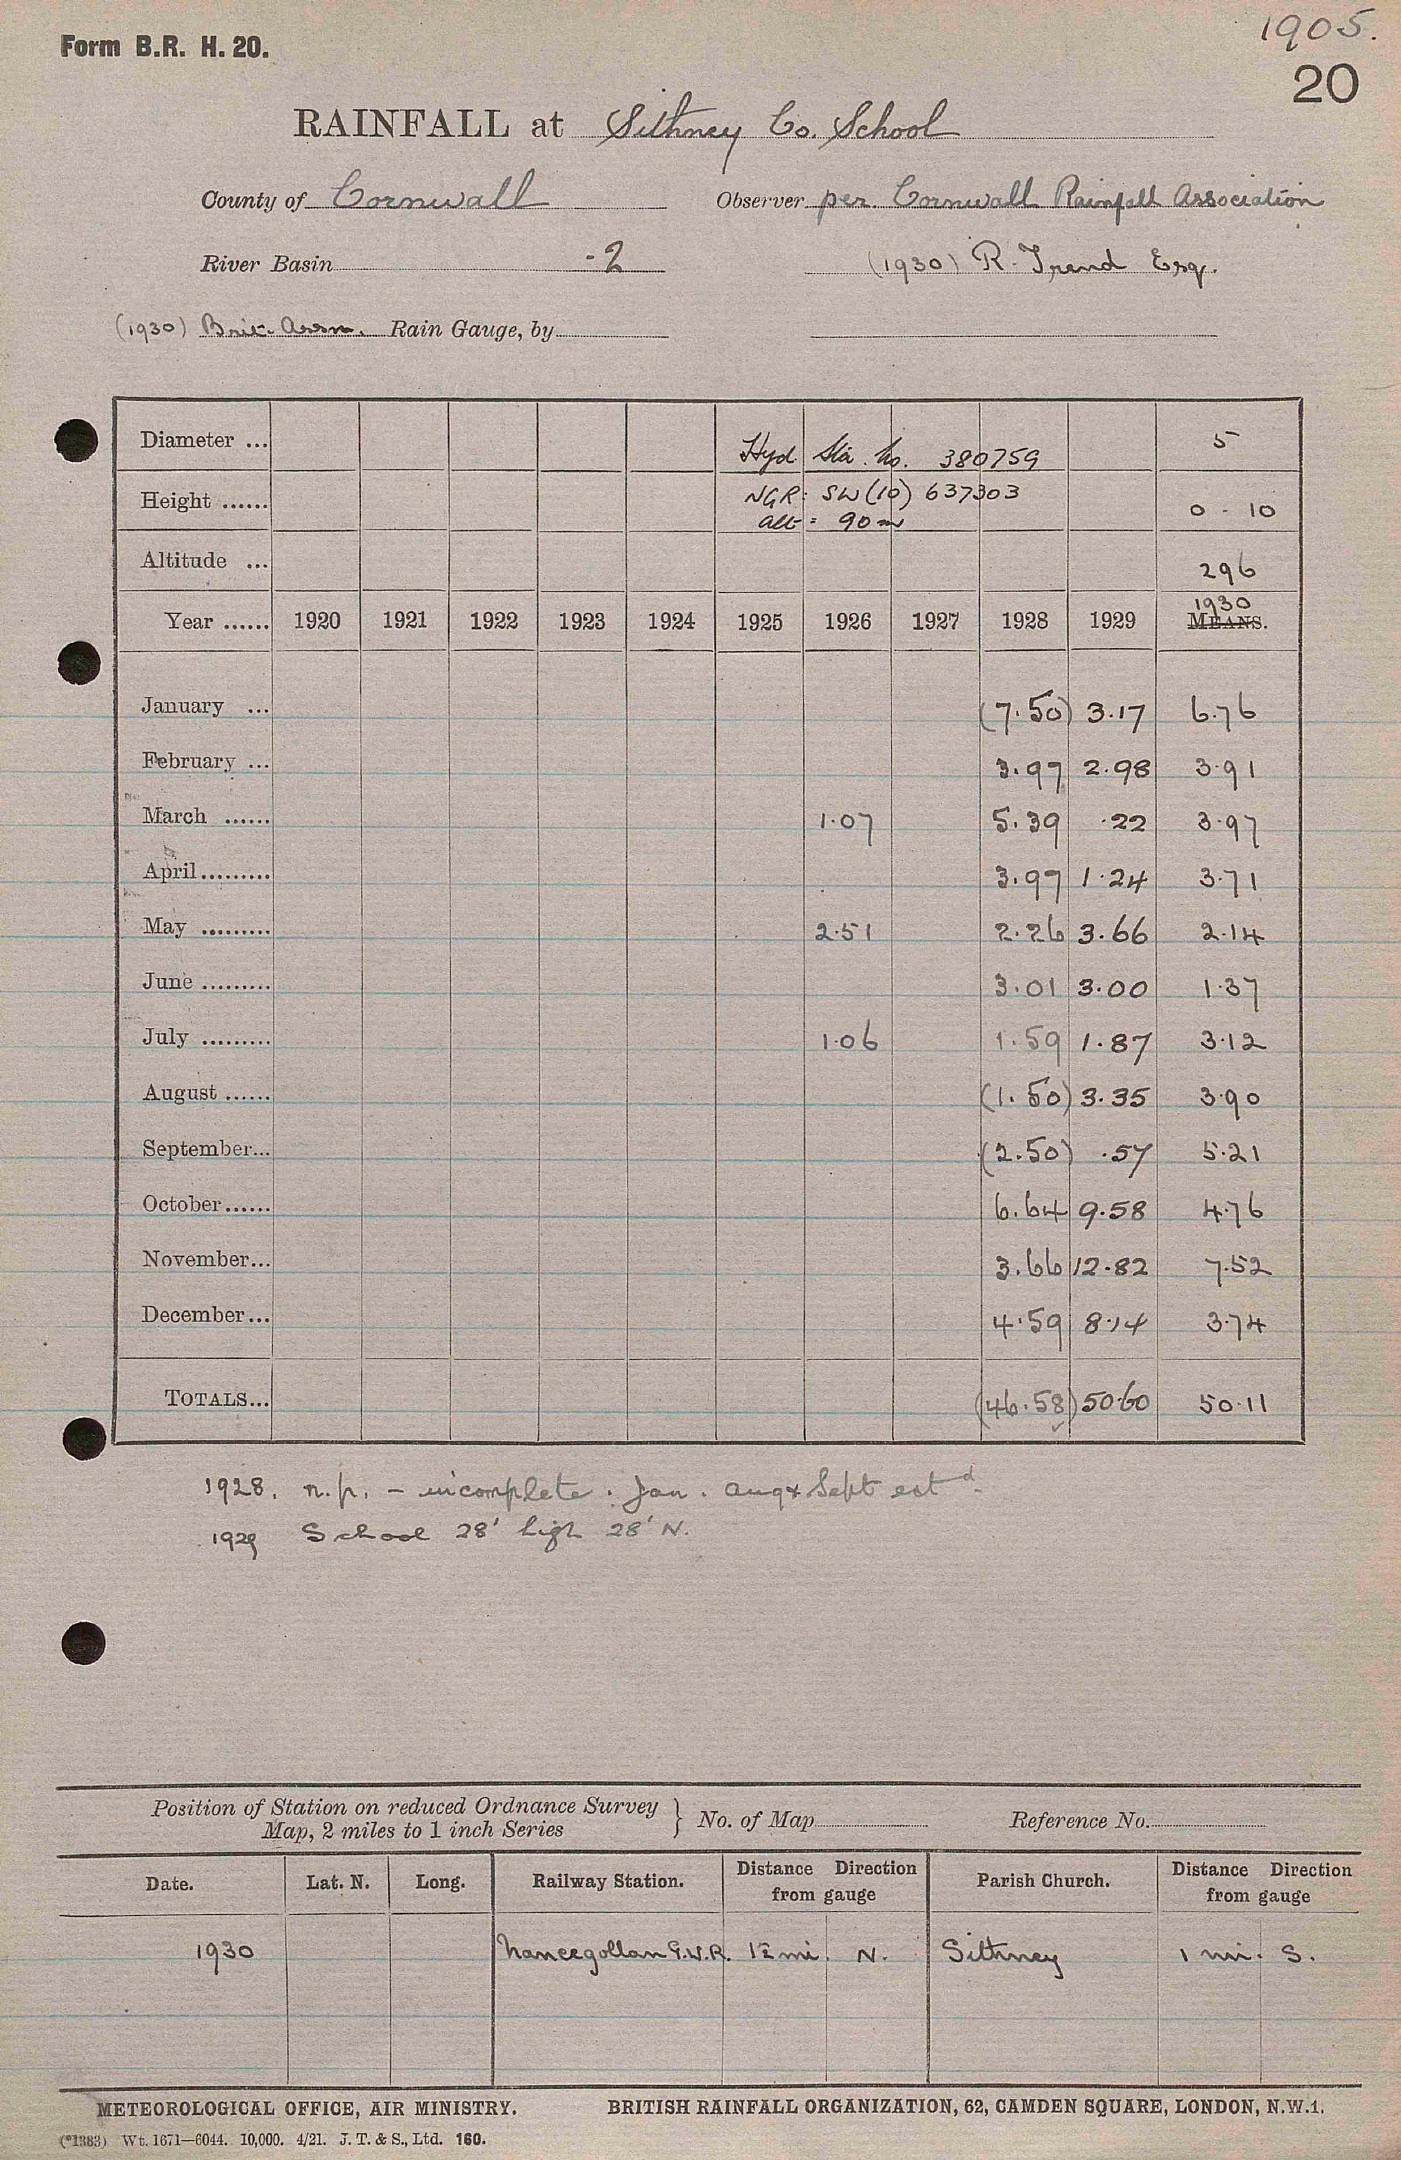 1905.
Form B.R. H. 20.
20
RAINFALL at Sithney Co. School
County of Cornwall Observer per Cornwall Rainfall Association
River Basin -2 (1930) R. Trend Esq.
(1930) Brit. Assn. Rain Gauge, by
Diameter ... Hyd. Sta. No. 380759 5
Height ...... NGR: SW (10) 637303 0 - 10
alt: 90m
Altitude ... 296
1930
Year ...... 1920 1921 1922 1923 1924 1925 1926 1927 1928 1929 MEANS.
January ... (7.50) 3.17 6.76
February ... 3.97 2.98 3.91
March ...... 1.07 5.39 .22 3.97
April ......... 3.97 1.24 3.71
May ......... 2.51 2.26 3.66 2.14
June ......... 3.01 3.00 1.37
July ......... 1.06 1.59 1.87 3.12
August ...... (1.50) 3.35 3.90
September... (2.50) .57 5.21
October...... 6.64 9.58 4.76
November... 3.66 12.82 7.52
December... 4.59 8.14 3.74
TOTALS... (46.58) 50.60 50.11
1928. n.p. - incomplete. Jan. Aug & Sept estd.
1929 School 28' high 28' N.
Position of Station on reduced Ordnance Survey
Map, 2 miles to 1 inch Series } No. of Map Reference No.
Date. Lat. N. Long. Railway Station. Distance Direction from gauge Parish Church. Distance Direction from gauge
1930 Nancegollan G.W.R. 1½ mi. N. Sithney 1 mi. S.
METEOROLOGICAL OFFICE, AIR MINISTRY. BRITISH RAINFALL ORGANIZATION, 62, CAMDEN SQUARE, LONDON, N.W.1.
(*1383) Wt. 1671—6044. 10,000. 4/21. J. T. & S., Ltd. 160.